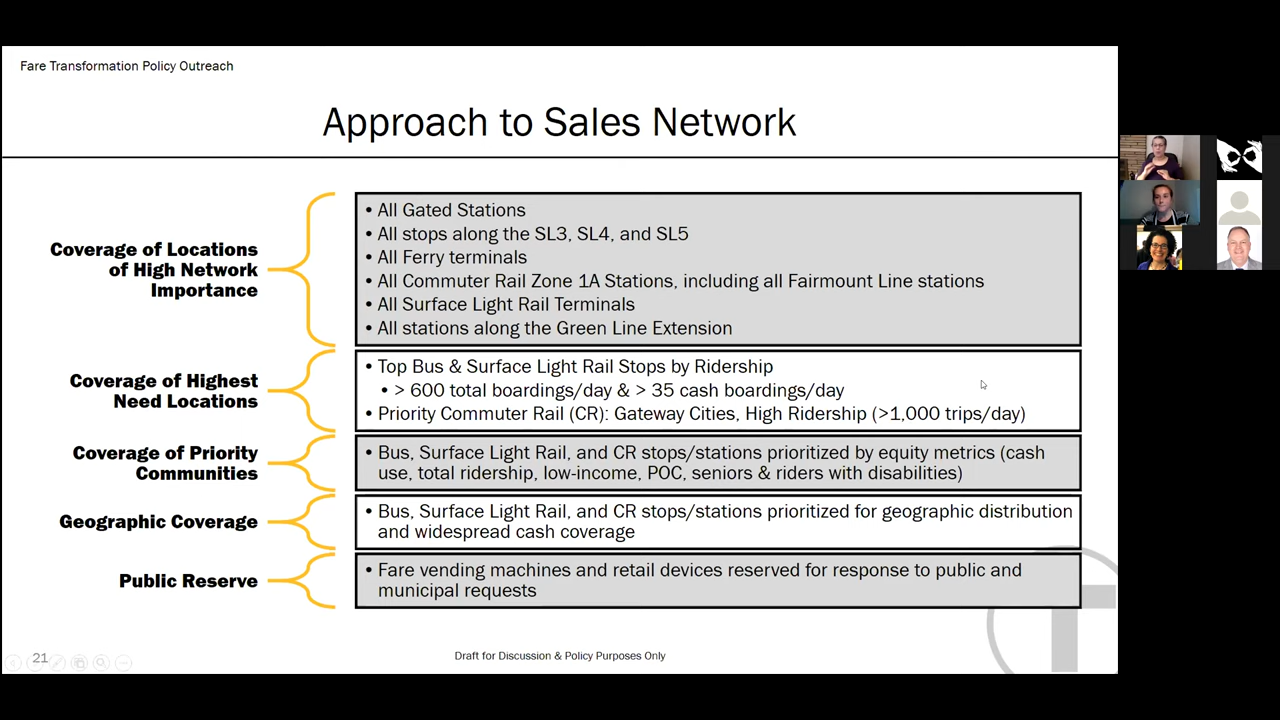 Fare Transformation Policy Outreach
Approach to Sales Network
Coverage of Locations
of High Network
Importance
• All Gated Stations
• All stops along the SL3, SL4, and SL5
• All Ferry terminals
• All Commuter Rail Zone 1A Stations, including all Fairmount Line stations
• All Surface Light Rail Terminals
• All stations along the Green Line Extension
Coverage of Highest
Need Locations
• Top Bus & Surface Light Rail Stops by Ridership
• > 600 total boardings/day & > 35 cash boardings/day
• Priority Commuter Rail (CR): Gateway Cities, High Ridership (>1,000 trips/day)
Coverage of Priority
Communities
• Bus, Surface Light Rail, and CR stops/stations prioritized by equity metrics (cash
use, total ridership, low-income, POC, seniors & riders with disabilities)
Geographic Coverage
• Bus, Surface Light Rail, and CR stops/stations prioritized for geographic distribution
and widespread cash coverage
Public Reserve
• Fare vending machines and retail devices reserved for response to public and
municipal requests
21
Draft for Discussion & Policy Purposes Only